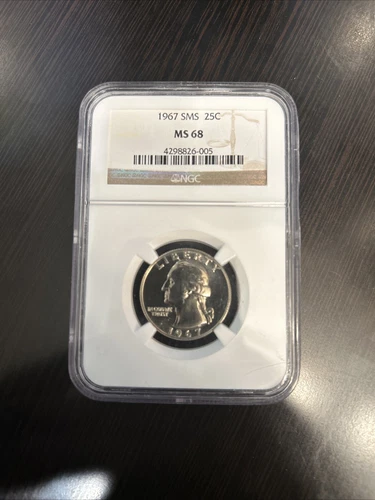 1967 SMS 25C
MS 68
4298826-005
NGC
LIBERTY
IN GOD WE
TRUST
1967